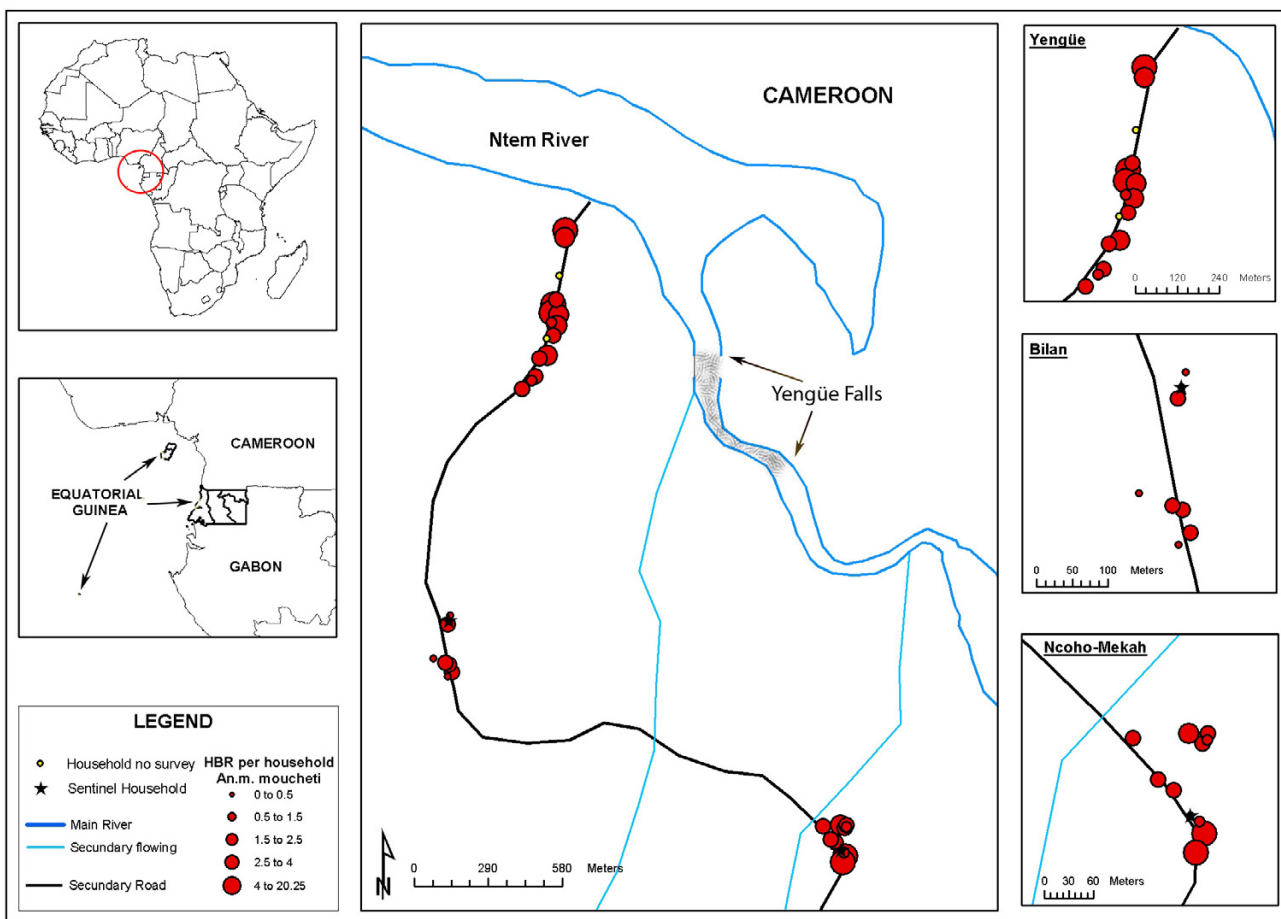 CAMEROON
EQUATORIAL
GUINEA
GABON
LEGEND
Household no survey
Sentinel Household
Main River
Secundary flowing
Secundary Road
HBR per household
An.m. moucheti
0 to 0.5
0.5 to 1.5
1.5 to 2.5
2.5 to 4
4 to 20.25
CAMEROON
Ntem River
Yengüe Falls
N
0 290 580 Meters
Yengüe
0 120 240 Meters
Bilan
0 50 100 Meters
Ncoho-Mekah
0 30 60 Meters